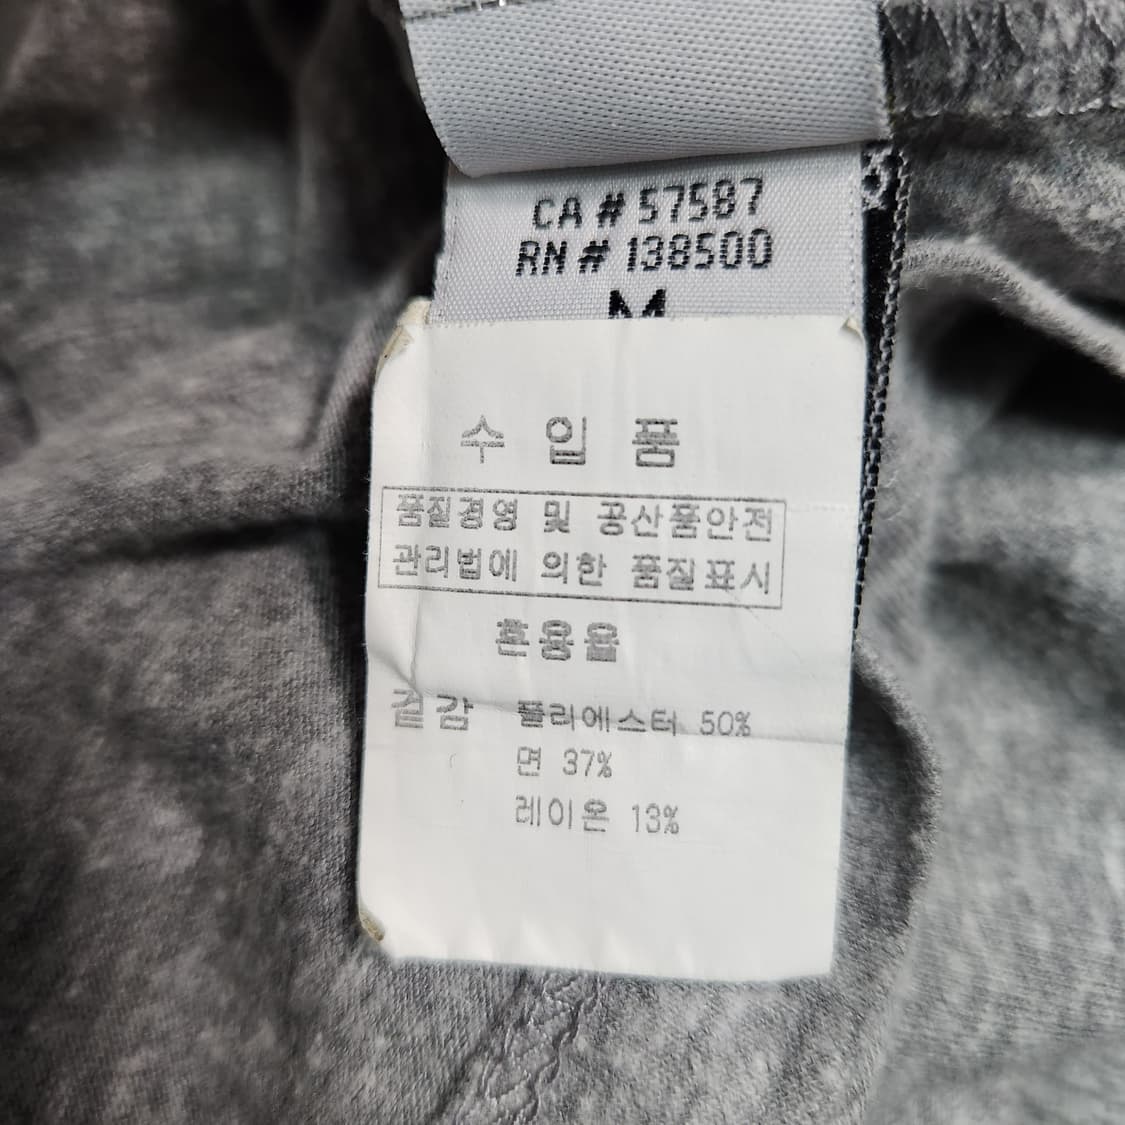 CA # 57587
RN # 138500
M
수 입 품
품질경영 및 공산품안전
관리법에 의한 품질표시
혼용율
겉감 폴리에스터 50%
면 37%
레이온 13%